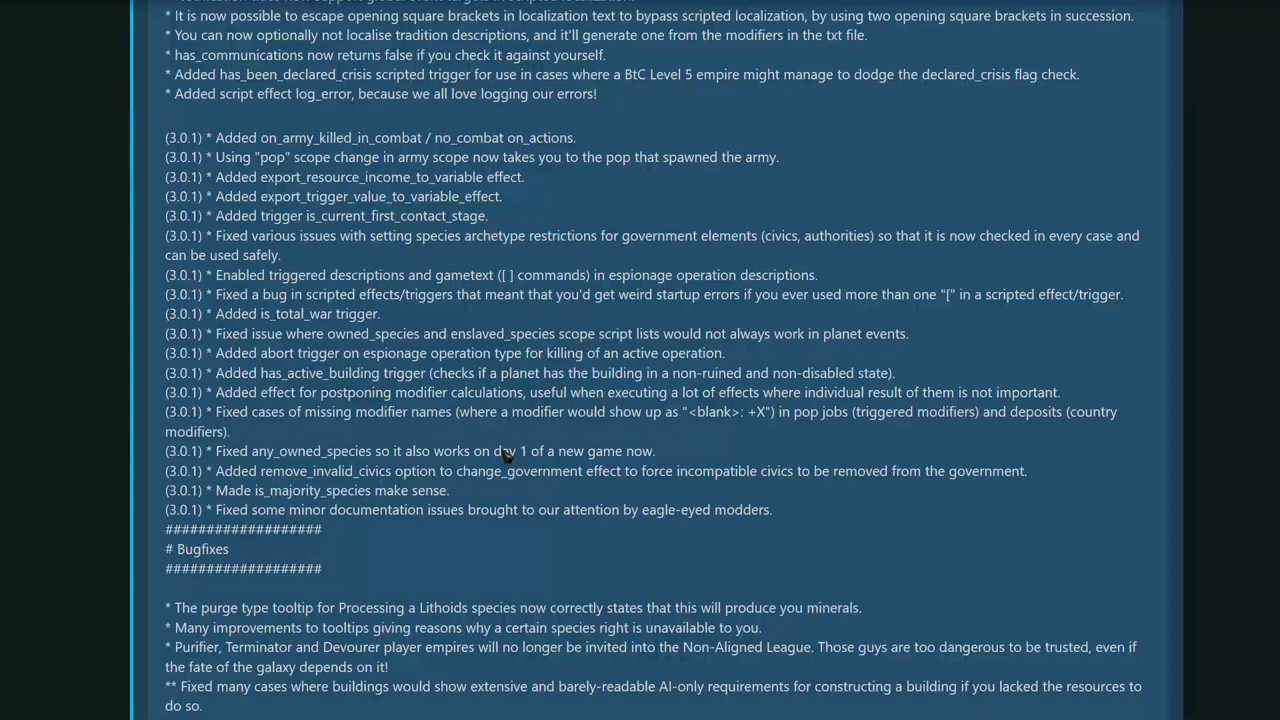 * It is now possible to escape opening square brackets in localization text to bypass scripted localization, by using two opening square brackets in succession.
* You can now optionally not localise tradition descriptions, and it'll generate one from the modifiers in the txt file.
* has_communications now returns false if you check it against yourself.
* Added has_been_declared_crisis scripted trigger for use in cases where a BtC Level 5 empire might manage to dodge the declared_crisis flag check.
* Added script effect log_error, because we all love logging our errors!
(3.0.1) * Added on_army_killed_in_combat / no_combat on_actions.
(3.0.1) * Using "pop" scope change in army scope now takes you to the pop that spawned the army.
(3.0.1) * Added export_resource_income_to_variable effect.
(3.0.1) * Added export_trigger_value_to_variable_effect.
(3.0.1) * Added trigger is_current_first_contact_stage.
(3.0.1) * Fixed various issues with setting species archetype restrictions for government elements (civics, authorities) so that it is now checked in every case and
can be used safely.
(3.0.1) * Enabled triggered descriptions and gametext ([ ] commands) in espionage operation descriptions.
(3.0.1) * Fixed a bug in scripted effects/triggers that meant that you'd get weird startup errors if you ever used more than one "[" in a scripted effect/trigger.
(3.0.1) * Added is_total_war trigger.
(3.0.1) * Fixed issue where owned_species and enslaved_species scope script lists would not always work in planet events.
(3.0.1) * Added abort trigger on espionage operation type for killing of an active operation.
(3.0.1) * Added has_active_building trigger (checks if a planet has the building in a non-ruined and non-disabled state).
(3.0.1) * Added effect for postponing modifier calculations, useful when executing a lot of effects where individual result of them is not important.
(3.0.1) * Fixed cases of missing modifier names (where a modifier would show up as "<blank>: +X") in pop jobs (triggered modifiers) and deposits (country
modifiers).
(3.0.1) * Fixed any_owned_species so it also works on day 1 of a new game now.
(3.0.1) * Added remove_invalid_civics option to change_government effect to force incompatible civics to be removed from the government.
(3.0.1) * Made is_majority_species make sense.
(3.0.1) * Fixed some minor documentation issues brought to our attention by eagle-eyed modders.
###################
# Bugfixes
###################
* The purge type tooltip for Processing a Lithoids species now correctly states that this will produce you minerals.
* Many improvements to tooltips giving reasons why a certain species right is unavailable to you.
* Purifier, Terminator and Devourer player empires will no longer be invited into the Non-Aligned League. Those guys are too dangerous to be trusted, even if
the fate of the galaxy depends on it!
** Fixed many cases where buildings would show extensive and barely-readable AI-only requirements for constructing a building if you lacked the resources to
do so.